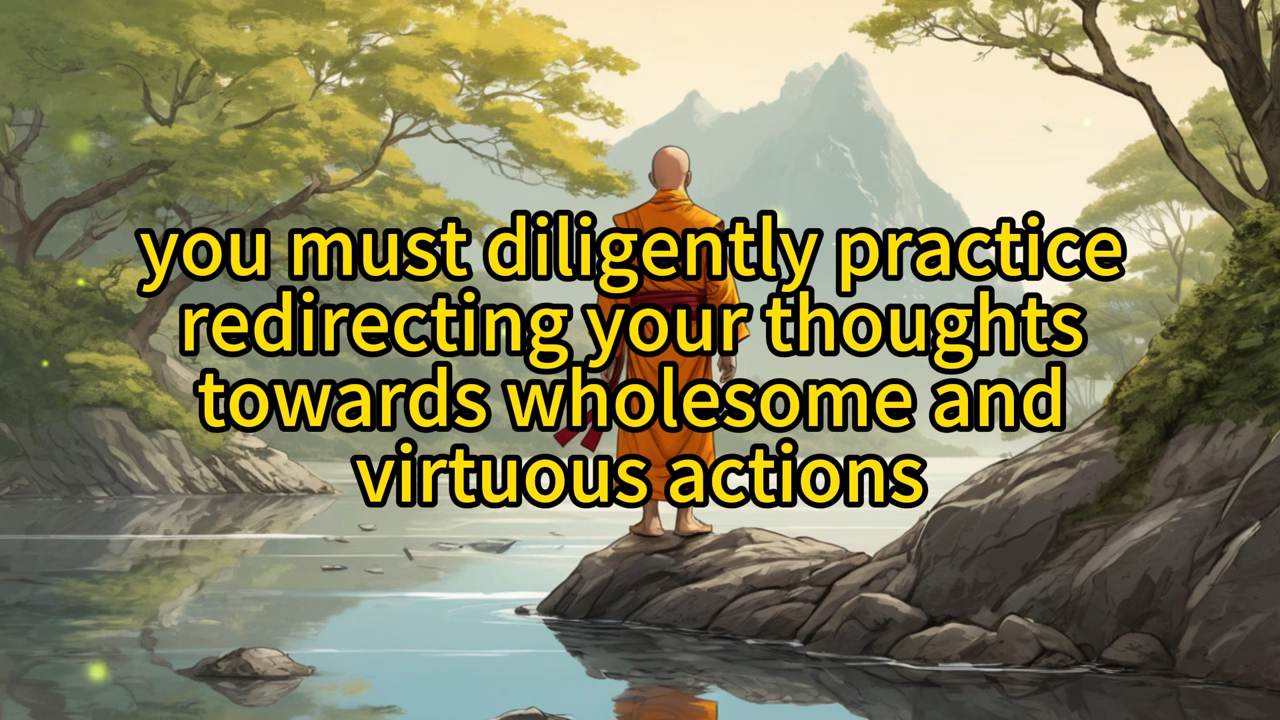 you must diligently practice
redirecting your thoughts
towards wholesome and
virtuous actions